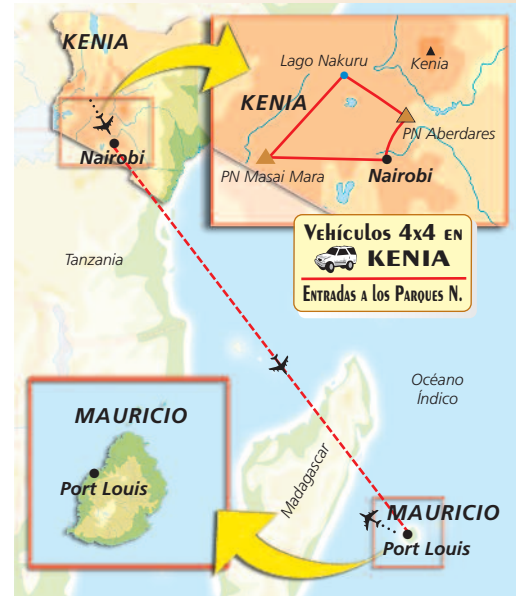 KENIA
Nairobi
Lago Nakuru
Kenia
KENIA
PN Aberdares
PN Masai Mara
Nairobi
Vehículos 4x4 en
KENIA
Entradas a los Parques N.
Tanzania
Océano
Índico
MAURICIO
Port Louis
Madagascar
MAURICIO
Port Louis